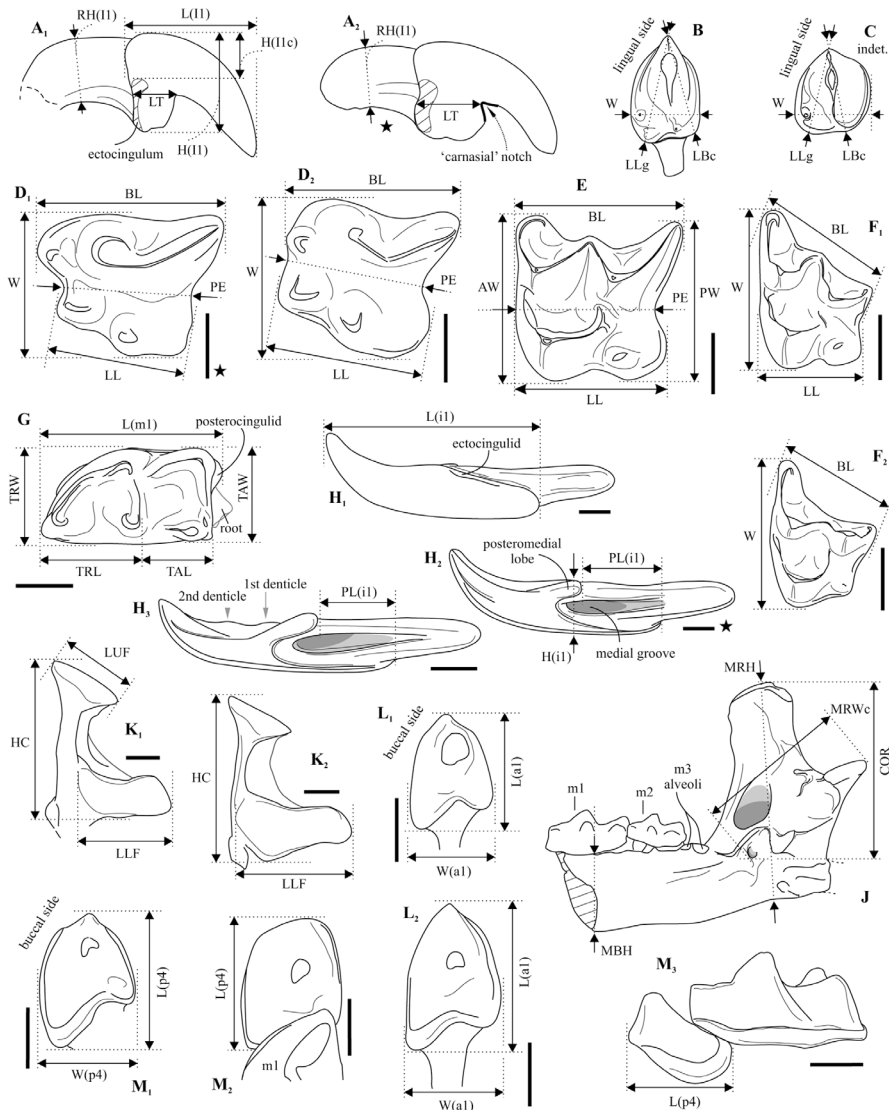 A1
RH(I1)
L(I1)
H(I1c)
LT
ectocingulum
H(I1)
A2
RH(I1)
LT
★
'carnasial' notch
lingual side
B
W
LLg
LBc
lingual side
C
indet.
W
LLg
LBc
D1
BL
W
PE
LL
★
D2
BL
W
PE
LL
E
BL
AW
PE
PW
LL
F1
BL
W
LL
G
L(m1)
posterocingulid
TRW
TAW
root
TRL
TAL
L(i1)
ectocingulid
H1
F2
BL
W
H2
posteromedial
lobe
PL(i1)
H(i1)
medial groove
★
H3
2nd denticle
1st denticle
PL(i1)
LUF
HC
K1
LLF
HC
K2
LLF
L1
buccal side
L(a1)
W(a1)
MRH
MRWc
COR
m1
m2
m3
alveoli
J
MBH
buccal side
L(p4)
W(p4)
M1
L(p4)
m1
M2
L2
L(a1)
W(a1)
M3
L(p4)